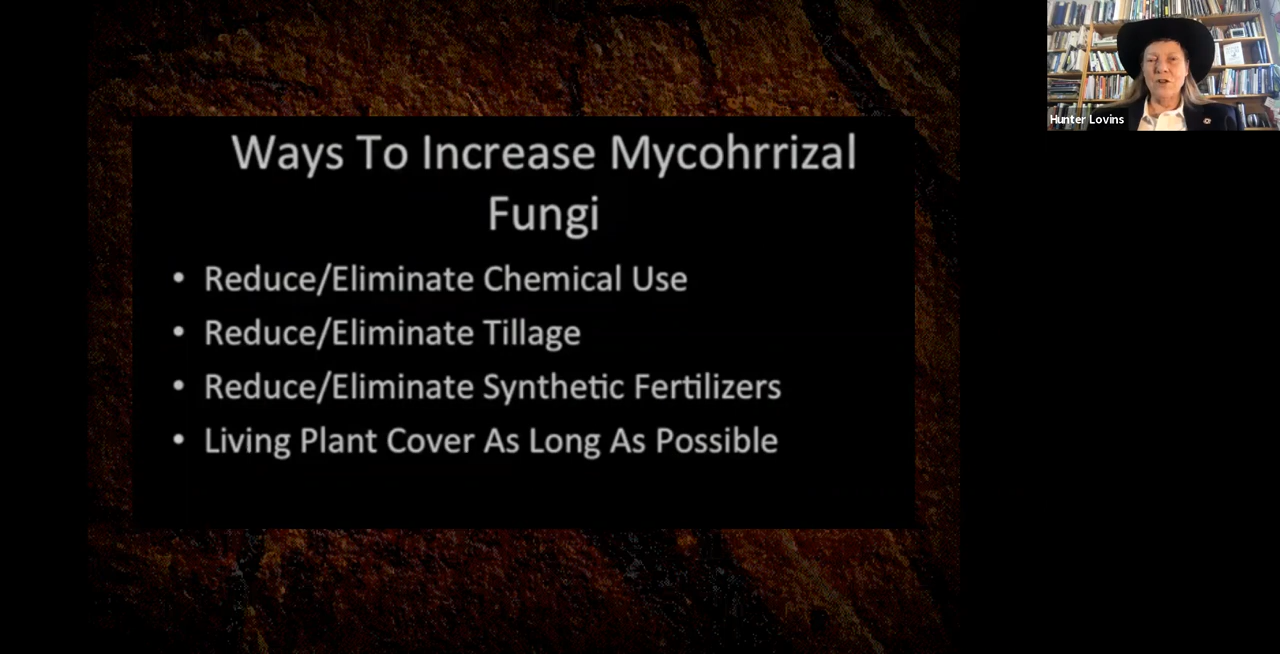 Ways To Increase Mycohrrizal
Fungi
• Reduce/Eliminate Chemical Use
• Reduce/Eliminate Tillage
• Reduce/Eliminate Synthetic Fertilizers
• Living Plant Cover As Long As Possible
Hunter Lovins